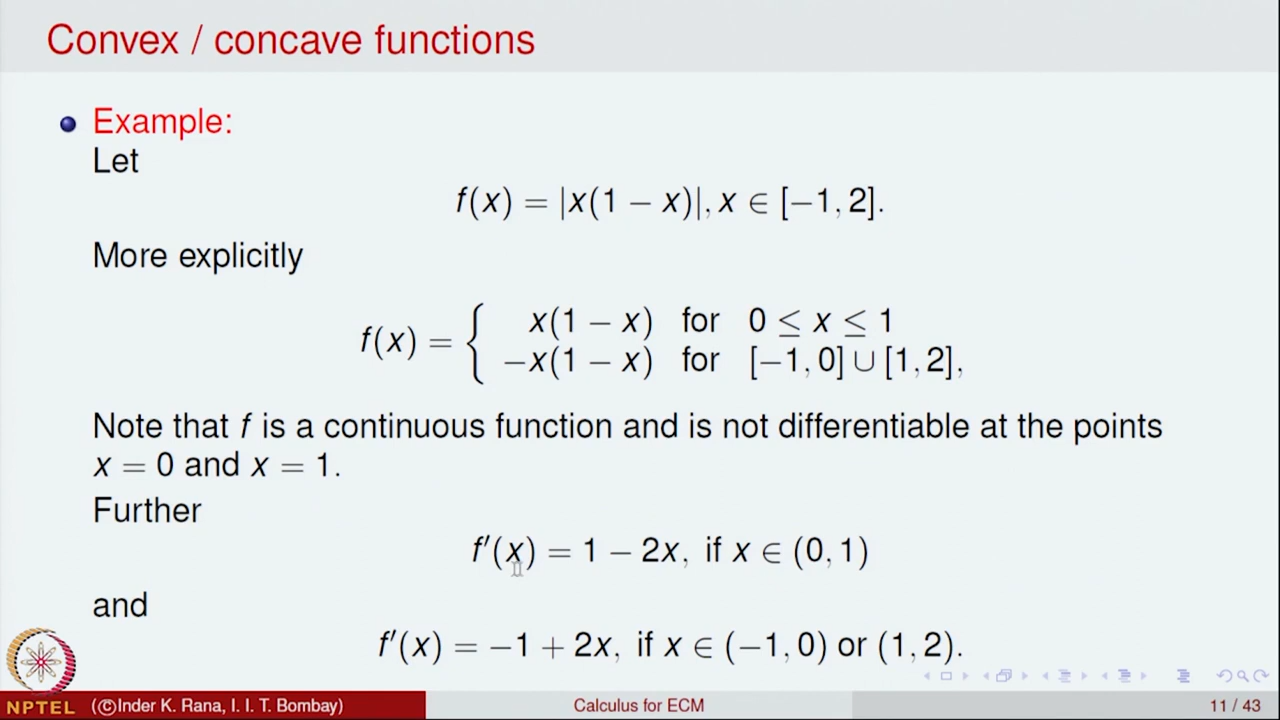 Convex / concave functions
Example:
Let
f(x) = |x(1 − x)|, x ∈ [−1, 2].
More explicitly
f(x) = { x(1 − x) for 0 ≤ x ≤ 1
−x(1 − x) for [−1, 0] ∪ [1, 2],
Note that f is a continuous function and is not differentiable at the points
x = 0 and x = 1.
Further
f′(x) = 1 − 2x, if x ∈ (0, 1)
and
f′(x) = −1 + 2x, if x ∈ (−1, 0) or (1, 2).
NPTEL (©Inder K. Rana, I. I. T. Bombay) Calculus for ECM 11 / 43